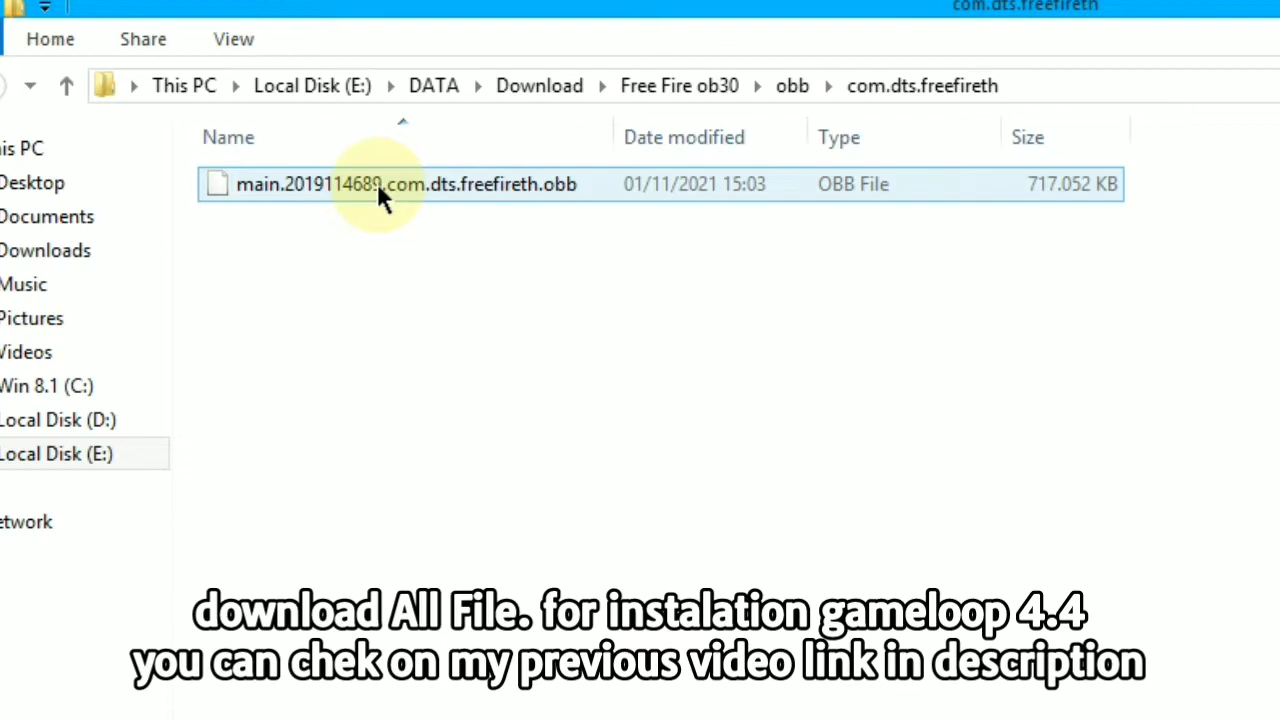 com.dts.freefireth
Home Share View
This PC Local Disk (E:) DATA Download Free Fire ob30 obb com.dts.freefireth
Name Date modified Type Size
main.2019114689.com.dts.freefireth.obb 01/11/2021 15:03 OBB File 717.052 KB
is PC
Desktop
Documents
Downloads
Music
Pictures
Videos
Win 8.1 (C:)
Local Disk (D:)
Local Disk (E:)
etwork
download All File. for instalation gameloop 4.4
you can chek on my previous video link in description